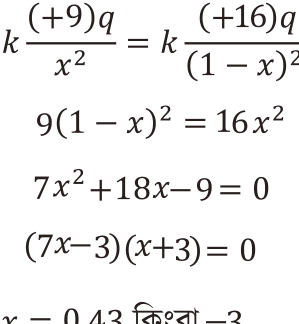 k (+9)q / x² = k (+16)q / (1 − x)²
9(1 − x)² = 16x²
7x²+18x−9= 0
(7x−3)(x+3)= 0
x = 0.43 কিংবা −3